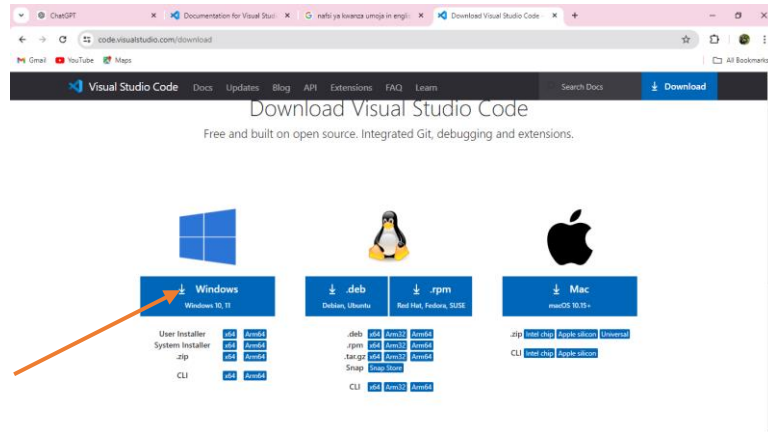 ChatGPT
Documentation for Visual Studi
nafsi ya kwanza umoja in englis
Download Visual Studio Code
code.visualstudio.com/download
Gmail YouTube Maps
All Bookmarks
Visual Studio Code Docs Updates Blog API Extensions FAQ Learn Search Docs Download
Download Visual Studio Code
Free and built on open source. Integrated Git, debugging and extensions.
Windows
Windows 10, 11
User Installer x64 Arm64
System Installer x64 Arm64
.zip x64 Arm64
CLI x64 Arm64
.deb
Debian, Ubuntu
.rpm
Red Hat, Fedora, SUSE
.deb x64 Arm32 Arm64
.rpm x64 Arm32 Arm64
.tar.gz x64 Arm32 Arm64
Snap Snap Store
CLI x64 Arm32 Arm64
Mac
macOS 10.15+
.zip Intel chip Apple silicon Universal
CLI Intel chip Apple silicon